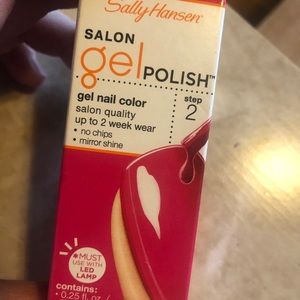 Sally Hansen
SALON
gel POLISH™
gel nail color
salon quality
up to 2 week wear
• no chips
• mirror shine
step
2
*MUST
USE WITH
LED
LAMP
contains:
• 0.25 fl. oz. /